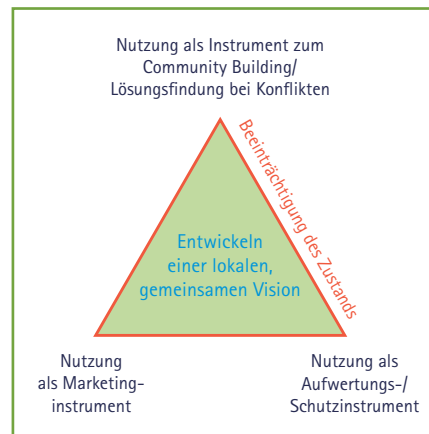 Nutzung als Instrument zum
Community Building/
Lösungsfindung bei Konflikten
Beeinträchtigung des Zustands
Entwickeln
einer lokalen,
gemeinsamen Vision
Nutzung
als Marketing-
instrument
Nutzung als
Aufwertungs-/
Schutzinstrument